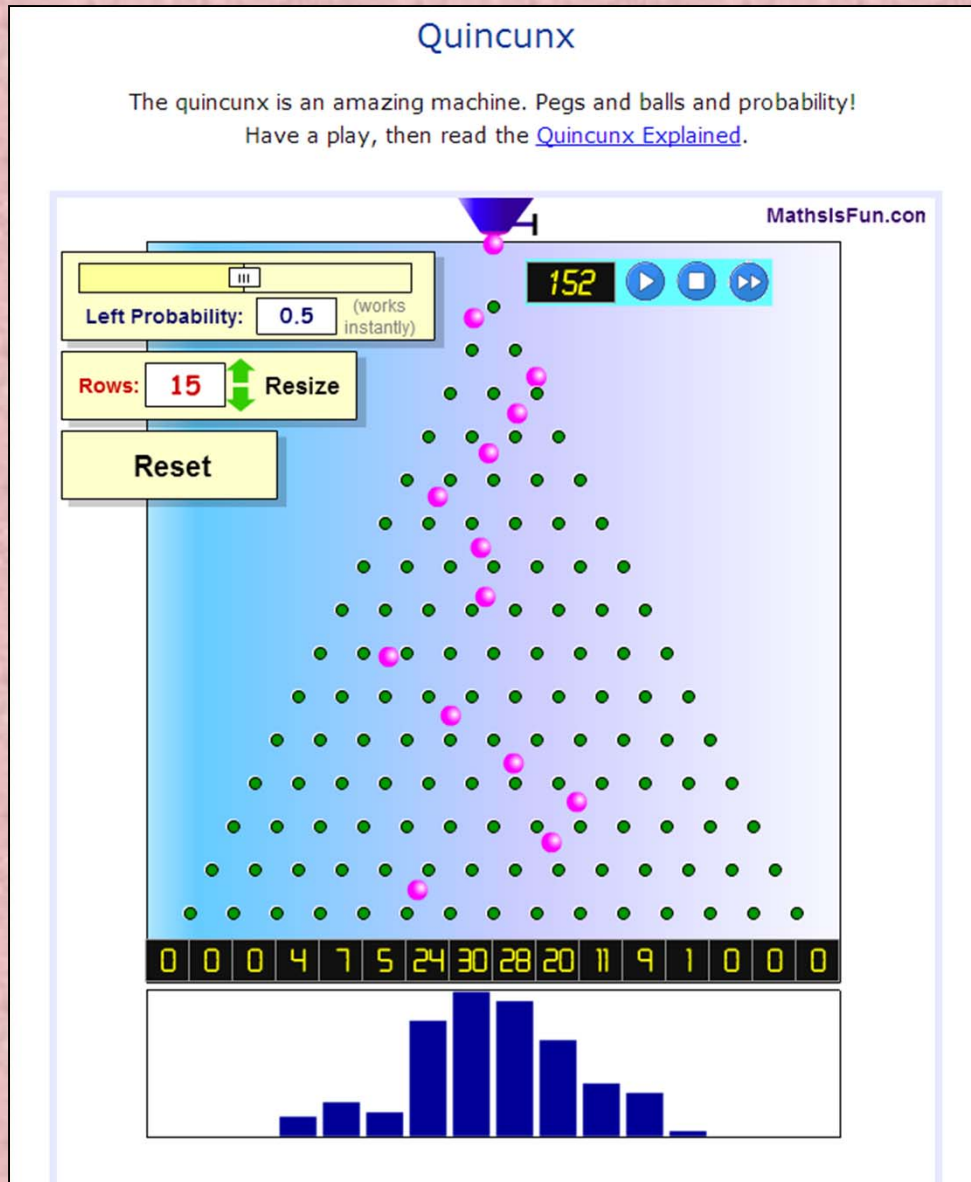 Quincunx
The quincunx is an amazing machine. Pegs and balls and probability!
Have a play, then read the Quincunx Explained.
MathsIsFun.con
152
Left Probability: 0.5 (works instantly)
Rows: 15 Resize
Reset
0 0 0 4 7 5 24 30 28 20 11 9 1 0 0 0